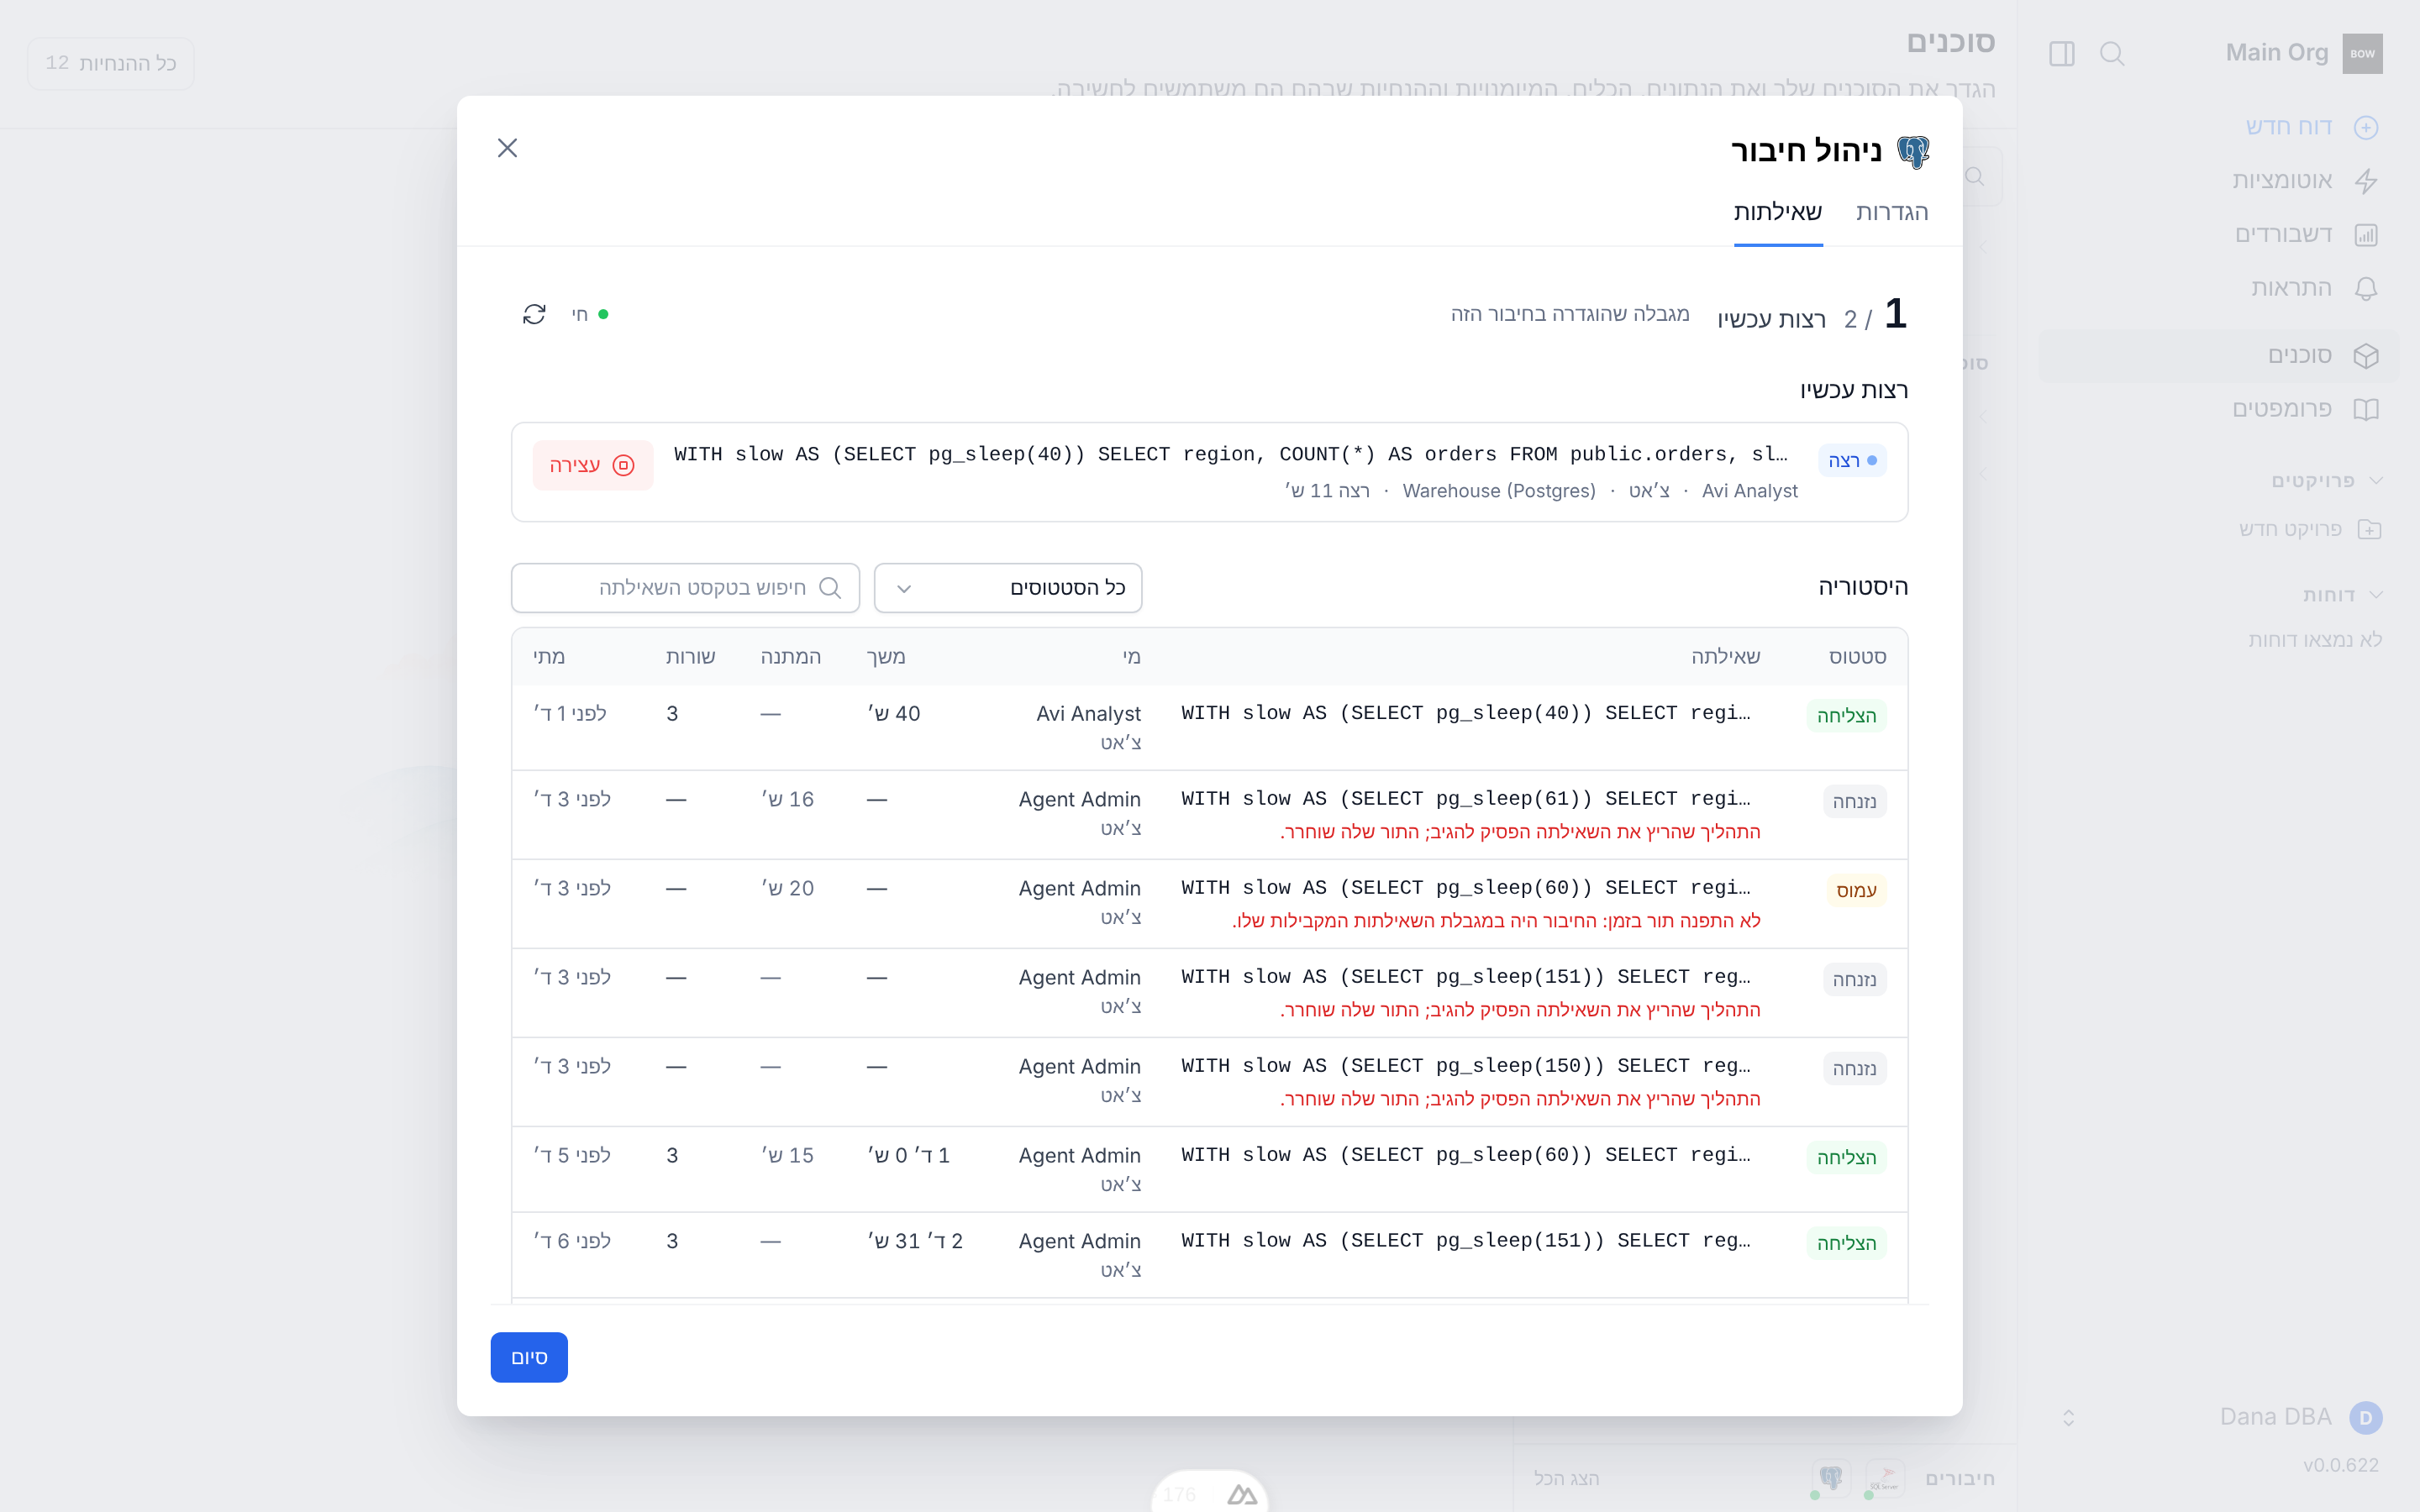 BOW Main Org
דוח חדש
אוטומציות
דשבורדים
התראות
סוכנים
פרומפטים
פרויקטים
פרויקט חדש
דוחות
לא נמצאו דוחות
Dana DBA D
v0.0.622
סוכנים
הגדר את הסוכנים שלך ואת הנתונים, הכלים, המיומנויות וההנחיות שבהם הם משתמשים לחשיבה.
כל ההנחיות 12
ניהול חיבור
הגדרות שאילתות
1 / 2 רצות עכשיו מגבלה שהוגדרה בחיבור הזה חי
רצות עכשיו
רצה WITH slow AS (SELECT pg_sleep(40)) SELECT region, COUNT(*) AS orders FROM public.orders, sl… עצירה
Avi Analyst · צ׳אט · Warehouse (Postgres) · רצה 11 ש׳
היסטוריה כל הסטטוסים חיפוש בטקסט השאילתה
סטטוס שאילתה מי משך המתנה שורות מתי
הצליחה WITH slow AS (SELECT pg_sleep(40)) SELECT regi… Avi Analyst 40 ש׳ — 3 לפני 1 ד׳
צ׳אט
נזנחה WITH slow AS (SELECT pg_sleep(61)) SELECT regi… Agent Admin — 16 ש׳ — לפני 3 ד׳
התהליך שהריץ את השאילתה הפסיק להגיב; התור שלה שוחרר. צ׳אט
עמוס WITH slow AS (SELECT pg_sleep(60)) SELECT regi… Agent Admin — 20 ש׳ — לפני 3 ד׳
לא התפנה תור בזמן: החיבור היה במגבלת השאילתות המקבילות שלו. צ׳אט
נזנחה WITH slow AS (SELECT pg_sleep(151)) SELECT reg… Agent Admin — — — לפני 3 ד׳
התהליך שהריץ את השאילתה הפסיק להגיב; התור שלה שוחרר. צ׳אט
נזנחה WITH slow AS (SELECT pg_sleep(150)) SELECT reg… Agent Admin — — — לפני 3 ד׳
התהליך שהריץ את השאילתה הפסיק להגיב; התור שלה שוחרר. צ׳אט
הצליחה WITH slow AS (SELECT pg_sleep(60)) SELECT regi… Agent Admin 1 ד׳ 0 ש׳ 15 ש׳ 3 לפני 5 ד׳
צ׳אט
הצליחה WITH slow AS (SELECT pg_sleep(151)) SELECT reg… Agent Admin 2 ד׳ 31 ש׳ — 3 לפני 6 ד׳
צ׳אט
סיום
חיבורים SQL Server הצג הכל
176